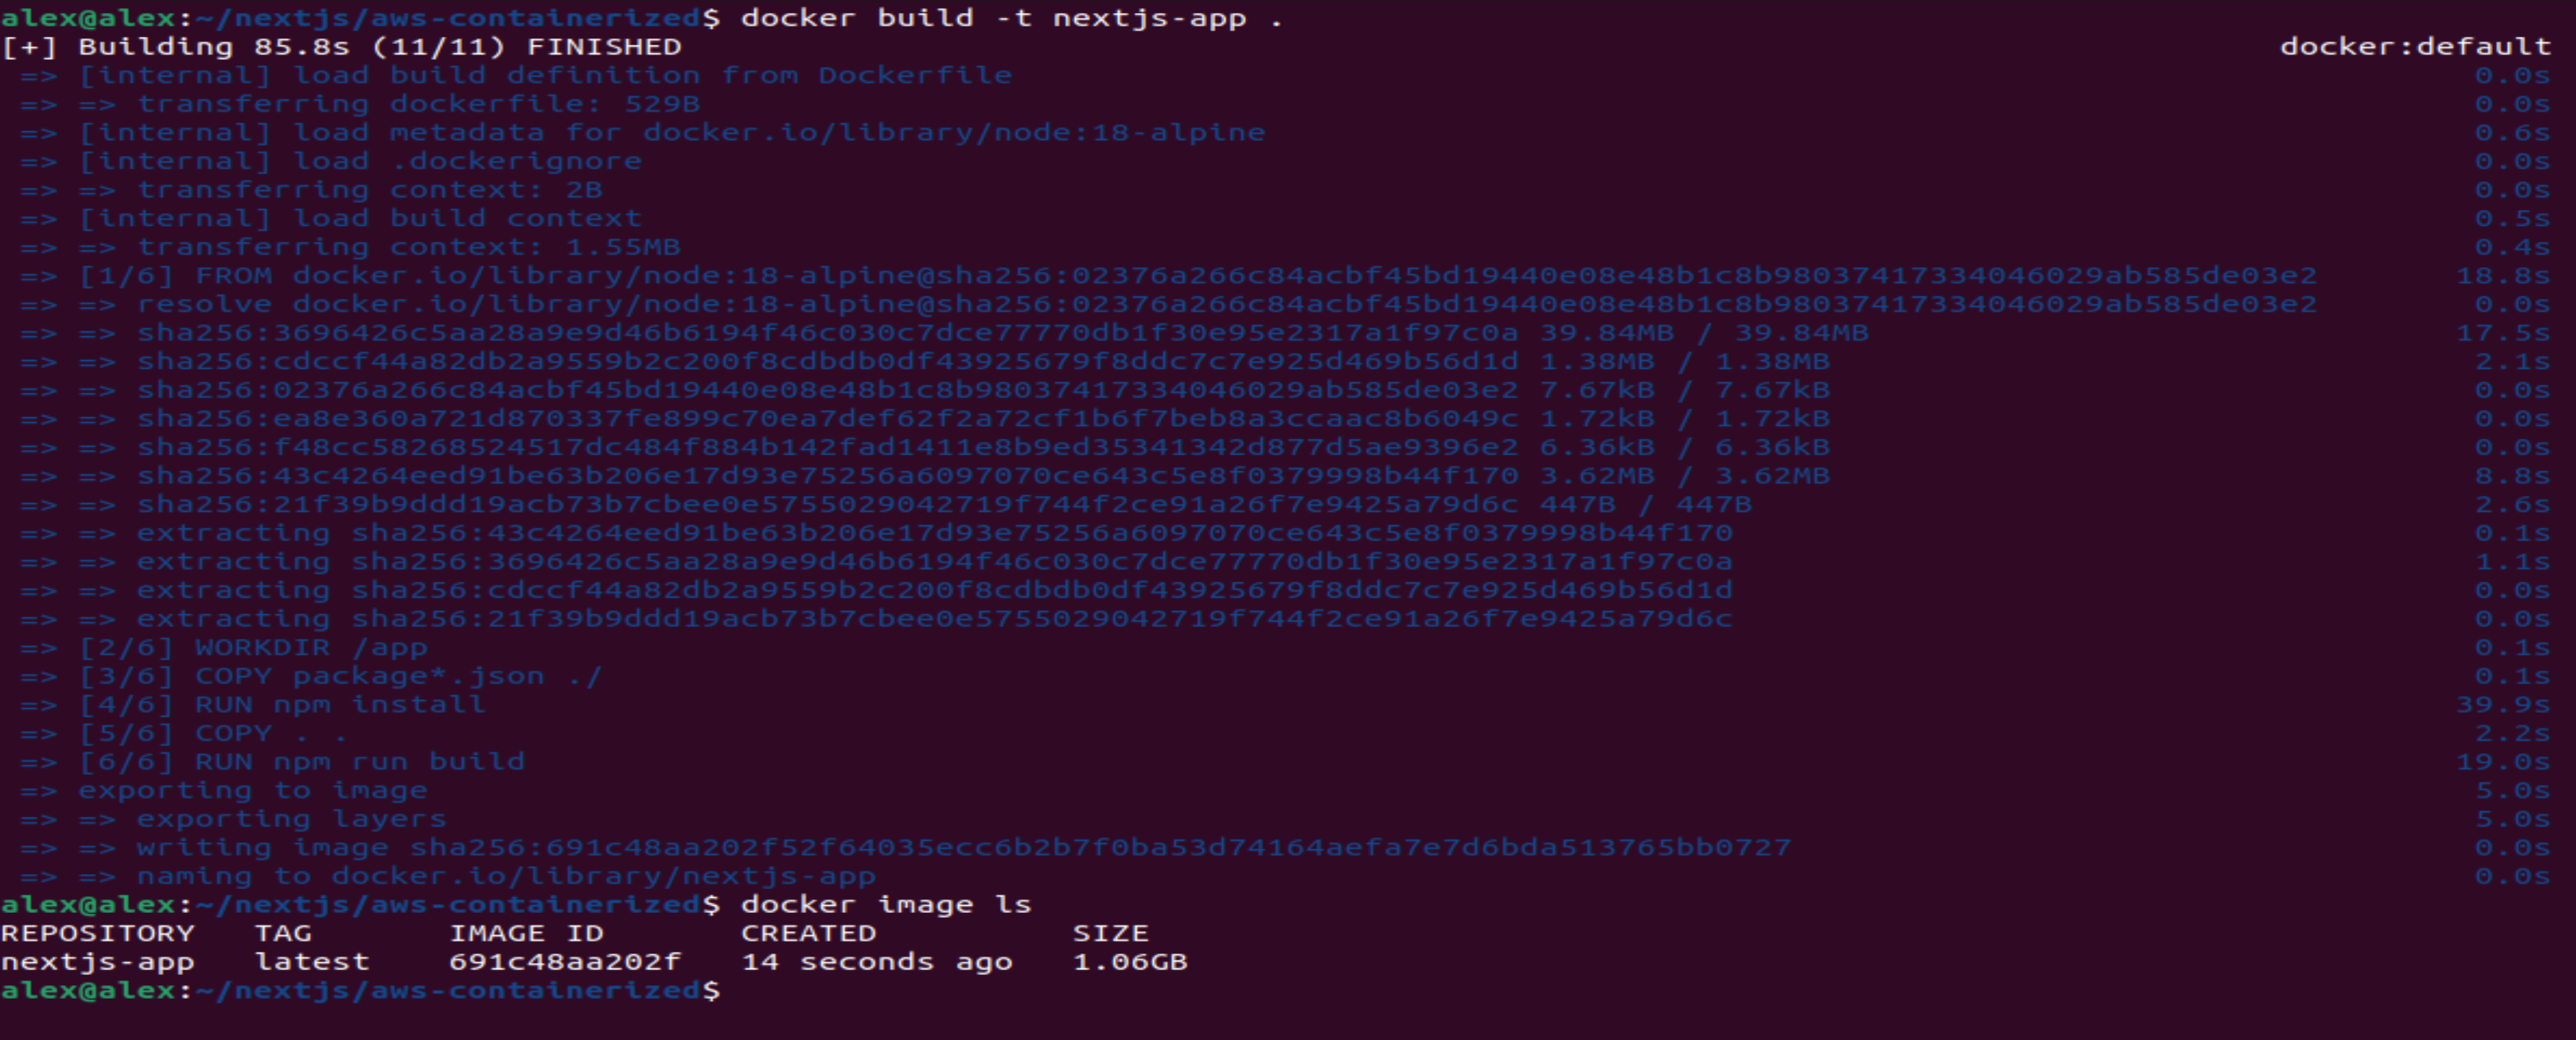 alex@alex:~/nextjs/aws-containerized$ docker build -t nextjs-app .
[+] Building 85.8s (11/11) FINISHED docker:default
=> [internal] load build definition from Dockerfile 0.0s
=> => transferring dockerfile: 529B 0.0s
=> [internal] load metadata for docker.io/library/node:18-alpine 0.6s
=> [internal] load .dockerignore 0.0s
=> => transferring context: 2B 0.0s
=> [internal] load build context 0.5s
=> => transferring context: 1.55MB 0.4s
=> [1/6] FROM docker.io/library/node:18-alpine@sha256:02376a266c84acbf45bd19440e08e48b1c8b98037417334046029ab585de03e2 18.8s
=> => resolve docker.io/library/node:18-alpine@sha256:02376a266c84acbf45bd19440e08e48b1c8b98037417334046029ab585de03e2 0.0s
=> => sha256:3696426c5aa28a9e9d46b6194f46c030c7dce77770db1f30e95e2317a1f97c0a 39.84MB / 39.84MB 17.5s
=> => sha256:cdccf44a82db2a9559b2c200f8cdbdb0df43925679f8ddc7c7e925d469b56d1d 1.38MB / 1.38MB 2.1s
=> => sha256:02376a266c84acbf45bd19440e08e48b1c8b98037417334046029ab585de03e2 7.67kB / 7.67kB 0.0s
=> => sha256:ea8e360a721d870337fe899c70ea7def62f2a72cf1b6f7beb8a3ccaac8b6049c 1.72kB / 1.72kB 0.0s
=> => sha256:f48cc58268524517dc484f884b142fad1411e8b9ed35341342d877d5ae9396e2 6.36kB / 6.36kB 0.0s
=> => sha256:43c4264eed91be63b206e17d93e75256a6097070ce643c5e8f0379998b44f170 3.62MB / 3.62MB 8.8s
=> => sha256:21f39b9ddd19acb73b7cbee0e5755029042719f744f2ce91a26f7e9425a79d6c 447B / 447B 2.6s
=> => extracting sha256:43c4264eed91be63b206e17d93e75256a6097070ce643c5e8f0379998b44f170 0.1s
=> => extracting sha256:3696426c5aa28a9e9d46b6194f46c030c7dce77770db1f30e95e2317a1f97c0a 1.1s
=> => extracting sha256:cdccf44a82db2a9559b2c200f8cdbdb0df43925679f8ddc7c7e925d469b56d1d 0.0s
=> => extracting sha256:21f39b9ddd19acb73b7cbee0e5755029042719f744f2ce91a26f7e9425a79d6c 0.0s
=> [2/6] WORKDIR /app 0.1s
=> [3/6] COPY package*.json ./ 0.1s
=> [4/6] RUN npm install 39.9s
=> [5/6] COPY . . 2.2s
=> [6/6] RUN npm run build 19.0s
=> exporting to image 5.0s
=> => exporting layers 5.0s
=> => writing image sha256:691c48aa202f52f64035ecc6b2b7f0ba53d74164aefa7e7d6bda513765bb0727 0.0s
=> => naming to docker.io/library/nextjs-app 0.0s
alex@alex:~/nextjs/aws-containerized$ docker image ls
REPOSITORY TAG IMAGE ID CREATED SIZE
nextjs-app latest 691c48aa202f 14 seconds ago 1.06GB
alex@alex:~/nextjs/aws-containerized$